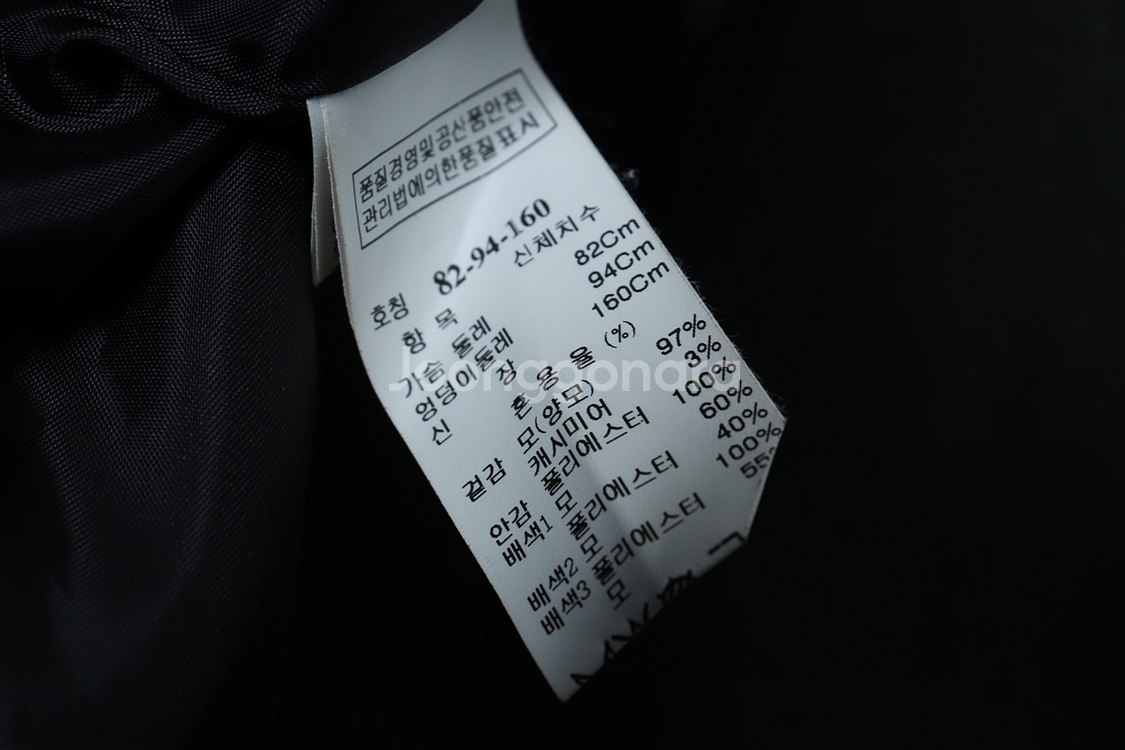 품질경영및공산품안전
관리법에의한품질표시
호칭 82-94-160
항 목 신체치수
가슴 둘레 82Cm
엉덩이둘레 94Cm
신 장 160Cm
혼 용 율 (%)
겉감 모(양모) 97%
캐시미어 3%
안감 폴리에스터 100%
배색1 모 60%
폴리에스터 40%
배색2 모 100%
배색3 폴리에스터 55
모
Joongonara